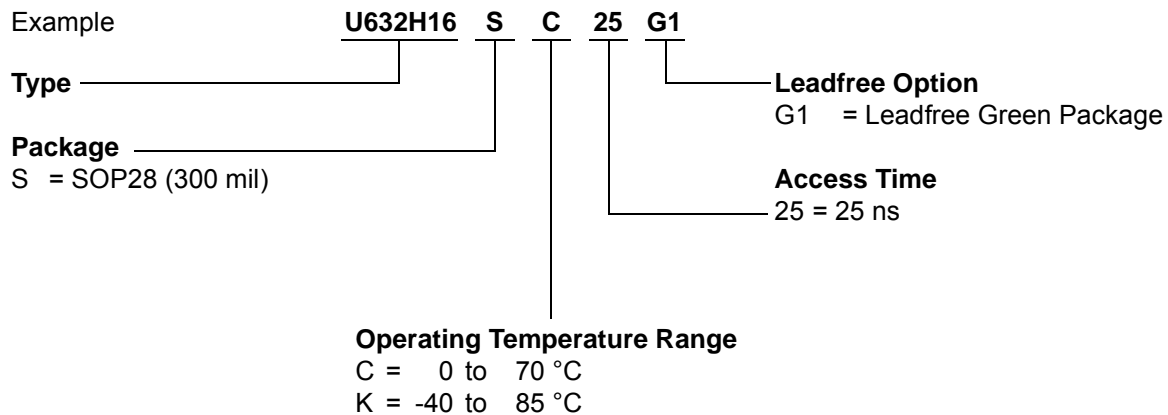 Example U632H16 S C 25 G1
Type
Leadfree Option
G1 = Leadfree Green Package
Package
S = SOP28 (300 mil)
Access Time
25 = 25 ns
Operating Temperature Range
C = 0 to 70 °C
K = -40 to 85 °C